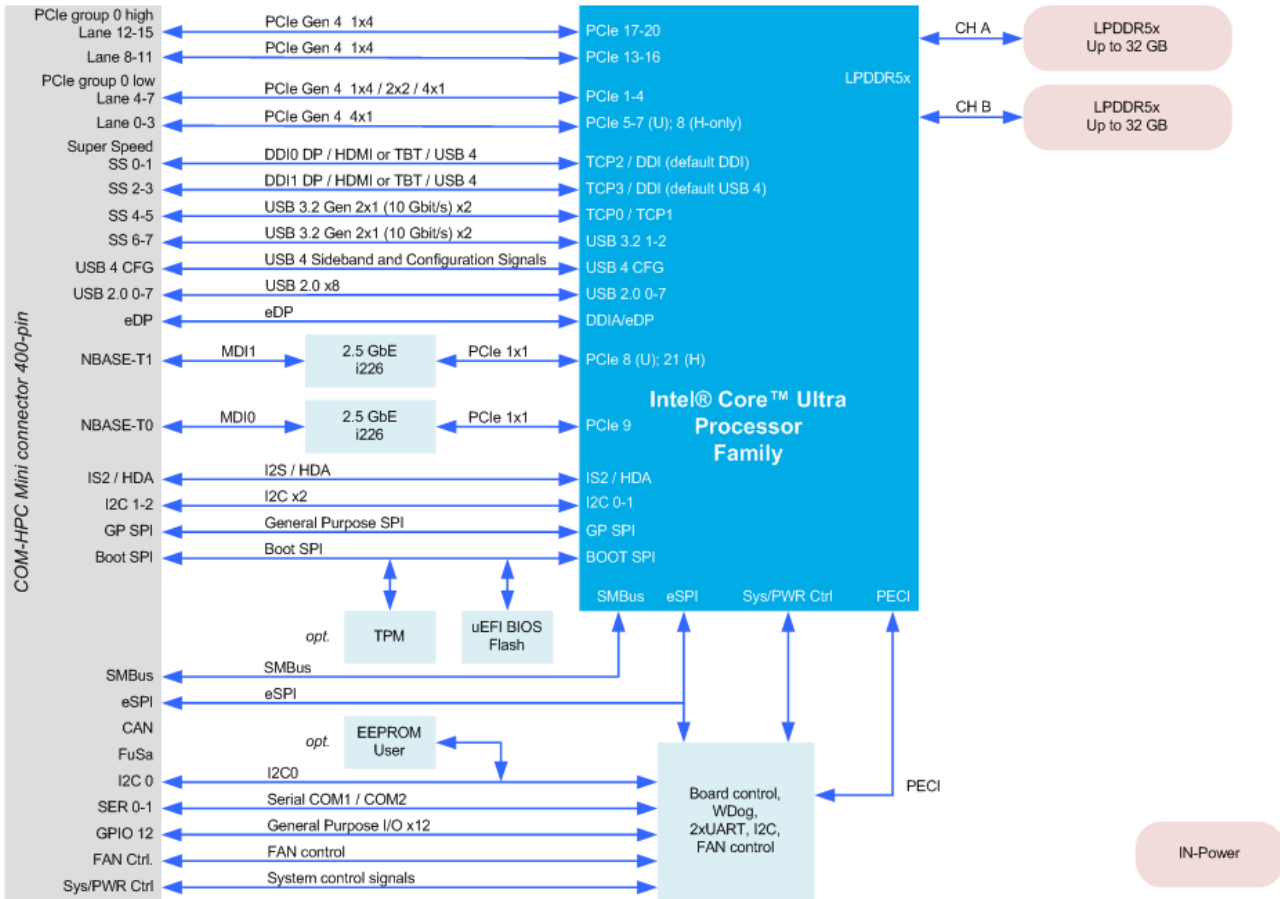 PCIe group 0 high
Lane 12-15
PCIe Gen 4 1x4
PCIe 17-20
Lane 8-11
PCIe Gen 4 1x4
PCIe 13-16
PCIe group 0 low
Lane 4-7
PCIe Gen 4 1x4 / 2x2 / 4x1
PCIe 1-4
Lane 0-3
PCIe Gen 4 4x1
PCIe 5-7 (U); 8 (H-only)
Super Speed
SS 0-1
DDI0 DP / HDMI or TBT / USB 4
TCP2 / DDI (default DDI)
SS 2-3
DDI1 DP / HDMI or TBT / USB 4
TCP3 / DDI (default USB 4)
SS 4-5
USB 3.2 Gen 2x1 (10 Gbit/s) x2
TCP0 / TCP1
SS 6-7
USB 3.2 Gen 2x1 (10 Gbit/s) x2
USB 3.2 1-2
USB 4 CFG
USB 4 Sideband and Configuration Signals
USB 4 CFG
USB 2.0 0-7
USB 2.0 x8
USB 2.0 0-7
eDP
eDP
DDIA/eDP
NBASE-T1
MDI1
2.5 GbE
i226
PCIe 1x1
PCIe 8 (U); 21 (H)
NBASE-T0
MDI0
2.5 GbE
i226
PCIe 1x1
PCIe 9
IS2 / HDA
I2S / HDA
IS2 / HDA
I2C 1-2
I2C x2
I2C 0-1
GP SPI
General Purpose SPI
GP SPI
Boot SPI
Boot SPI
BOOT SPI
COM-HPC Mini connector 400-pin
Intel® Core™ Ultra
Processor
Family
LPDDR5x
CH A
LPDDR5x
Up to 32 GB
CH B
LPDDR5x
Up to 32 GB
SMBus
eSPI
Sys/PWR Ctrl
PECI
opt.
TPM
uEFI BIOS
Flash
SMBus
SMBus
eSPI
eSPI
CAN
FuSa
opt.
EEPROM
User
I2C 0
I2C0
SER 0-1
Serial COM1 / COM2
GPIO 12
General Purpose I/O x12
FAN Ctrl.
FAN control
Sys/PWR Ctrl
System control signals
Board control,
WDog,
2xUART, I2C,
FAN control
PECI
IN-Power